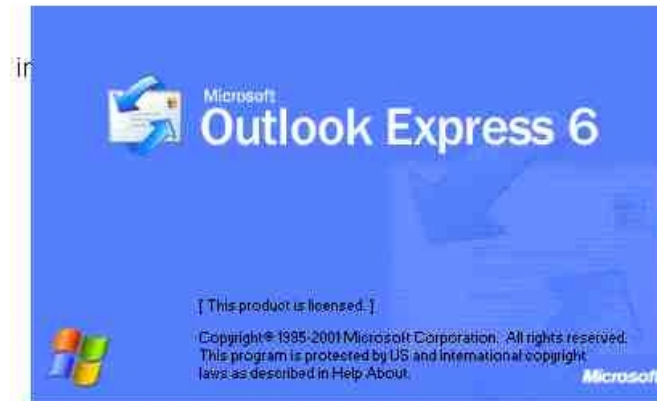 in
Microsoft
Outlook Express 6
[ This product is licensed. ]
Copyright© 1995-2001 Microsoft Corporation. All rights reserved.
This program is protected by US and international copyright
laws as described in Help About.
Microsoft